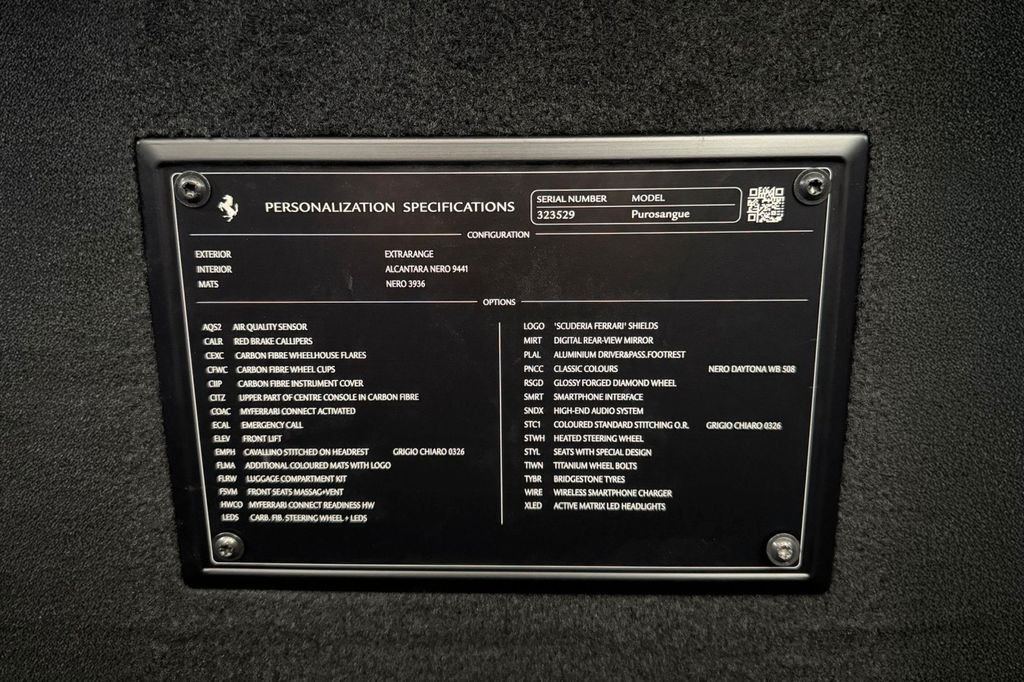 PERSONALIZATION SPECIFICATIONS
SERIAL NUMBER MODEL
323529 Purosangue
CONFIGURATION
EXTERIOR EXTRARANGE
INTERIOR ALCANTARA NERO 9441
MATS NERO 3936
OPTIONS
AQS2 AIR QUALITY SENSOR
CALR RED BRAKE CALLIPERS
CEXC CARBON FIBRE WHEELHOUSE FLARES
CFWC CARBON FIBRE WHEEL CUPS
CIIP CARBON FIBRE INSTRUMENT COVER
CITZ UPPER PART OF CENTRE CONSOLE IN CARBON FIBRE
COAC MYFERRARI CONNECT ACTIVATED
ECAL EMERGENCY CALL
ELEV FRONT LIFT
EMPH CAVALLINO STITCHED ON HEADREST GRIGIO CHIARO 0326
FLMA ADDITIONAL COLOURED MATS WITH LOGO
FLRW LUGGAGE COMPARTMENT KIT
FSVM FRONT SEATS MASSAG+VENT
HWCO MYFERRARI CONNECT READINESS HW
LEDS CARB. FIB. STEERING WHEEL + LEDS
LOGO 'SCUDERIA FERRARI' SHIELDS
MIRT DIGITAL REAR-VIEW MIRROR
PLAL ALUMINIUM DRIVER&PASS.FOOTREST
PNCC CLASSIC COLOURS NERO DAYTONA WB 508
RSGD GLOSSY FORGED DIAMOND WHEEL
SMRT SMARTPHONE INTERFACE
SNDX HIGH-END AUDIO SYSTEM
STC1 COLOURED STANDARD STITCHING O.R. GRIGIO CHIARO 0326
STWH HEATED STEERING WHEEL
STYL SEATS WITH SPECIAL DESIGN
TIWN TITANIUM WHEEL BOLTS
TYBR BRIDGESTONE TYRES
WIRE WIRELESS SMARTPHONE CHARGER
XLED ACTIVE MATRIX LED HEADLIGHTS